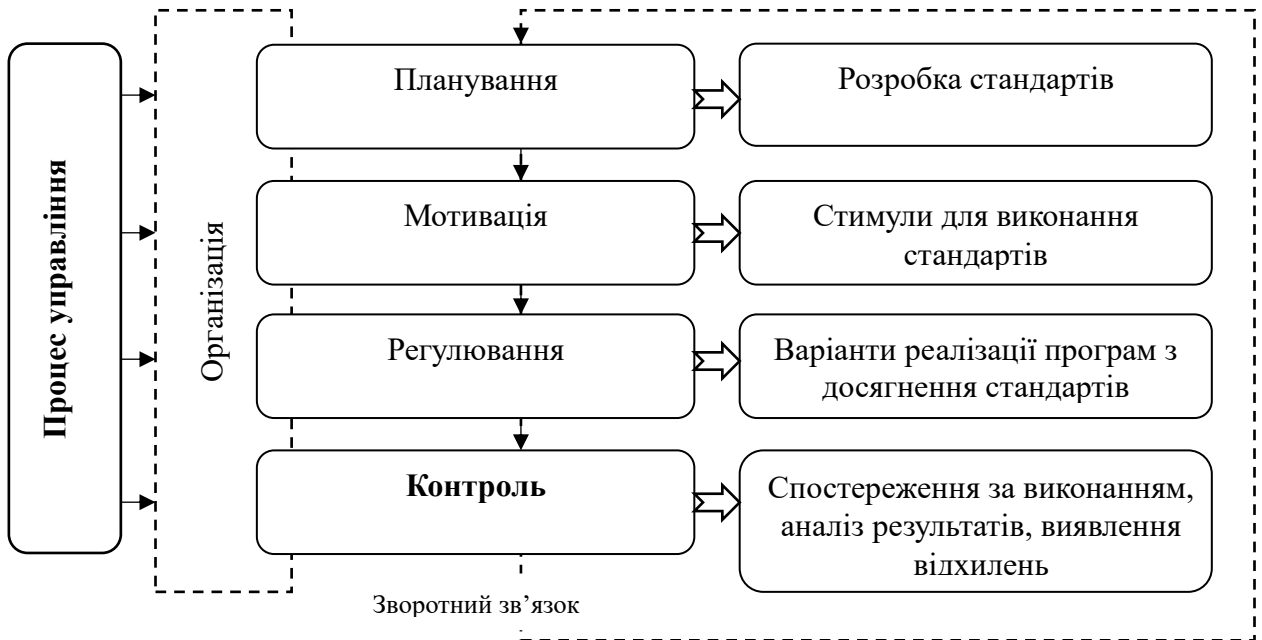 Процес управління
Організація
Планування
Розробка стандартів
Мотивація
Стимули для виконання
стандартів
Регулювання
Варіанти реалізації програм з
досягнення стандартів
Контроль
Спостереження за виконанням,
аналіз результатів, виявлення
відхилень
Зворотний зв’язок